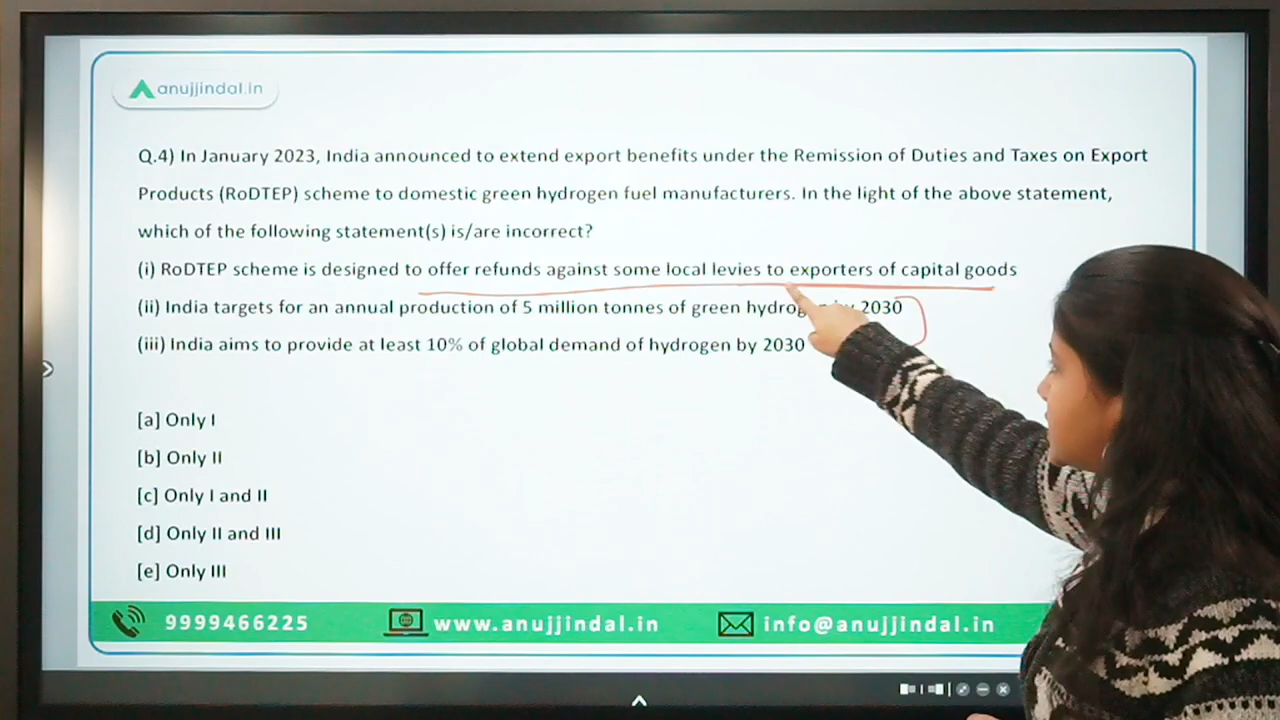 anujjindal.in
Q.4) In January 2023, India announced to extend export benefits under the Remission of Duties and Taxes on Export
Products (RoDTEP) scheme to domestic green hydrogen fuel manufacturers. In the light of the above statement,
which of the following statement(s) is/are incorrect?
(i) RoDTEP scheme is designed to offer refunds against some local levies to exporters of capital goods
(ii) India targets for an annual production of 5 million tonnes of green 2030
(iii) India aims to provide at least 10% of global demand of hydrogen by 2030
[a] Only I
[b] Only II
[c] Only I and II
[d] Only II and III
[e] Only III
9999466225 www.anujjindal.in info@anujjindal.in